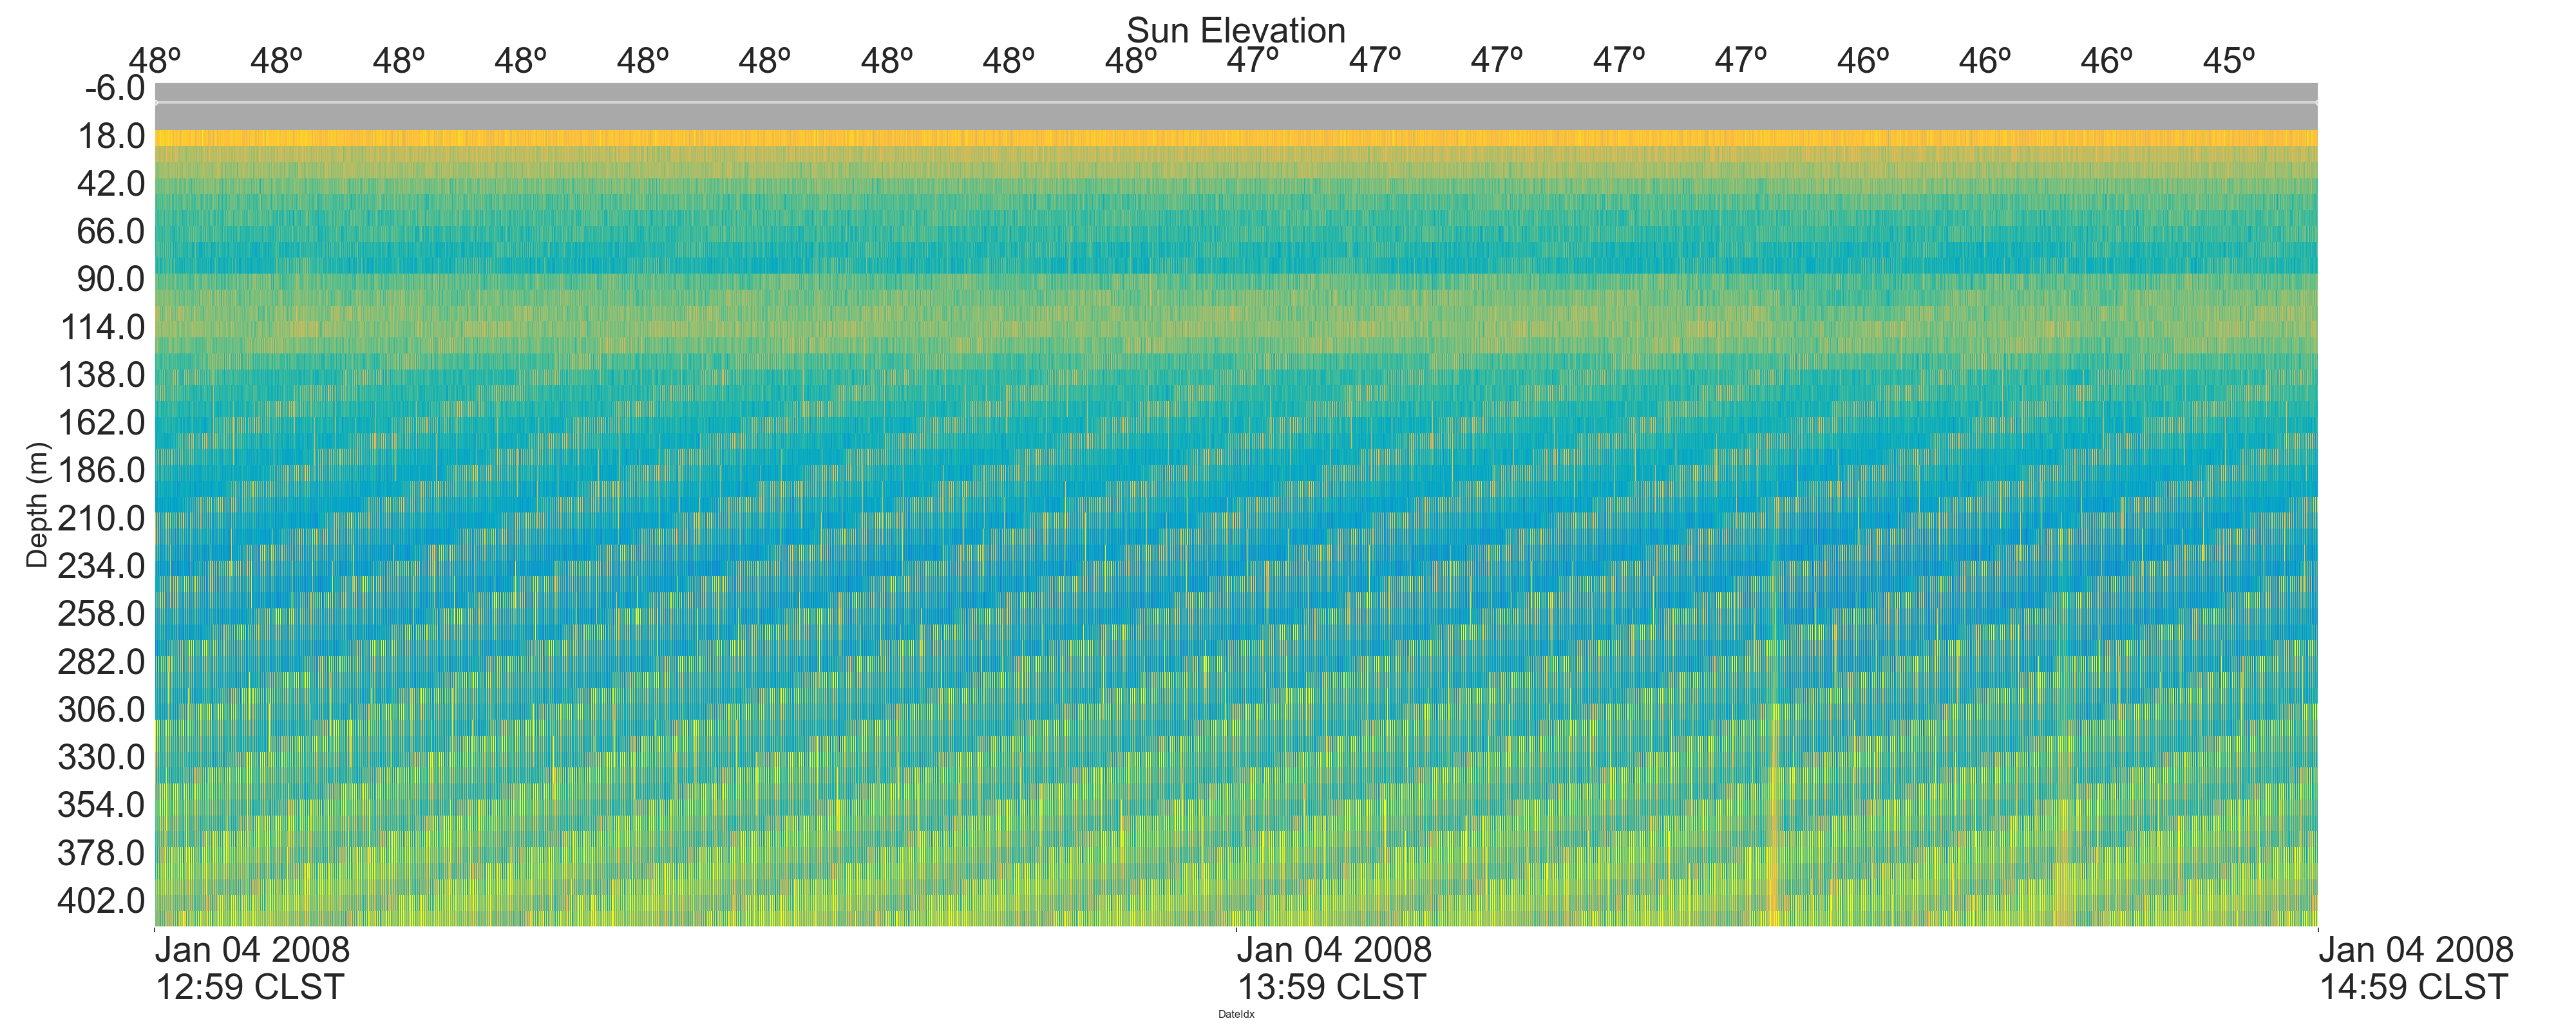 Sun Elevation
48º 48º 48º 48º 48º 48º 48º 48º 48º 47º 47º 47º 47º 47º 46º 46º 46º 45º
-6.0
18.0
42.0
66.0
90.0
114.0
138.0
162.0
186.0
210.0
234.0
258.0
282.0
306.0
330.0
354.0
378.0
402.0
Depth (m)
Jan 04 2008
12:59 CLST
Jan 04 2008
13:59 CLST
Jan 04 2008
14:59 CLST
DateIdx